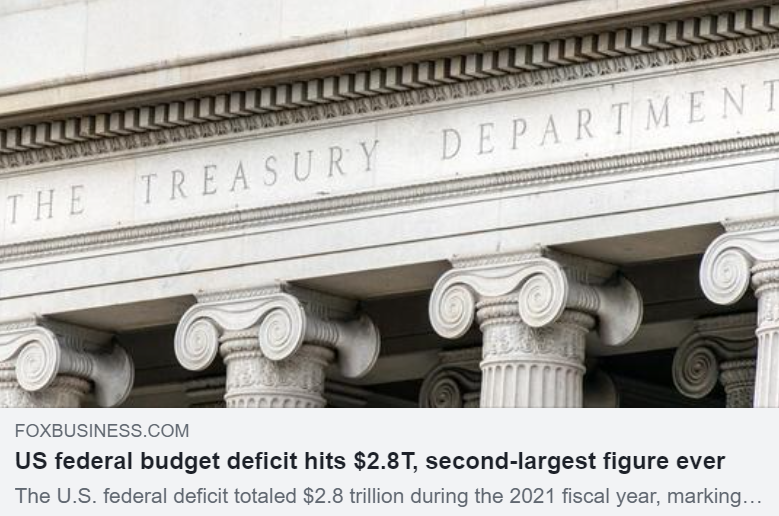 THE TREASURY DEPARTMENT
FOXBUSINESS.COM
US federal budget deficit hits $2.8T, second-largest figure ever
The U.S. federal deficit totaled $2.8 trillion during the 2021 fiscal year, marking...